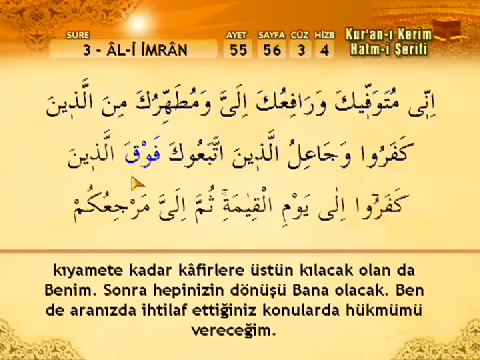 SURE AYET SAYFA CÜZ HİZB Kur'an-ı Kerim
3 - ÂL-İ İMRÂN 55 56 3 4 Hatm-i Şerifi
اِنّٖى مُتَوَفّٖيكَ وَرَافِعُكَ اِلَىَّ وَمُطَهِّرُكَ مِنَ الَّذٖينَ
كَفَرُوا وَجَاعِلُ الَّذٖينَ اتَّبَعُوكَ فَوْقَ الَّذٖينَ
كَفَرُٓوا اِلٰى يَوْمِ الْقِيٰمَةِۚ ثُمَّ اِلَىَّ مَرْجِعُكُمْ
kıyamete kadar kâfirlere üstün kılacak olan da
Benim. Sonra hepinizin dönüşü Bana olacak. Ben
de aranızda ihtilaf ettiğiniz konularda hükmümü
vereceğim.